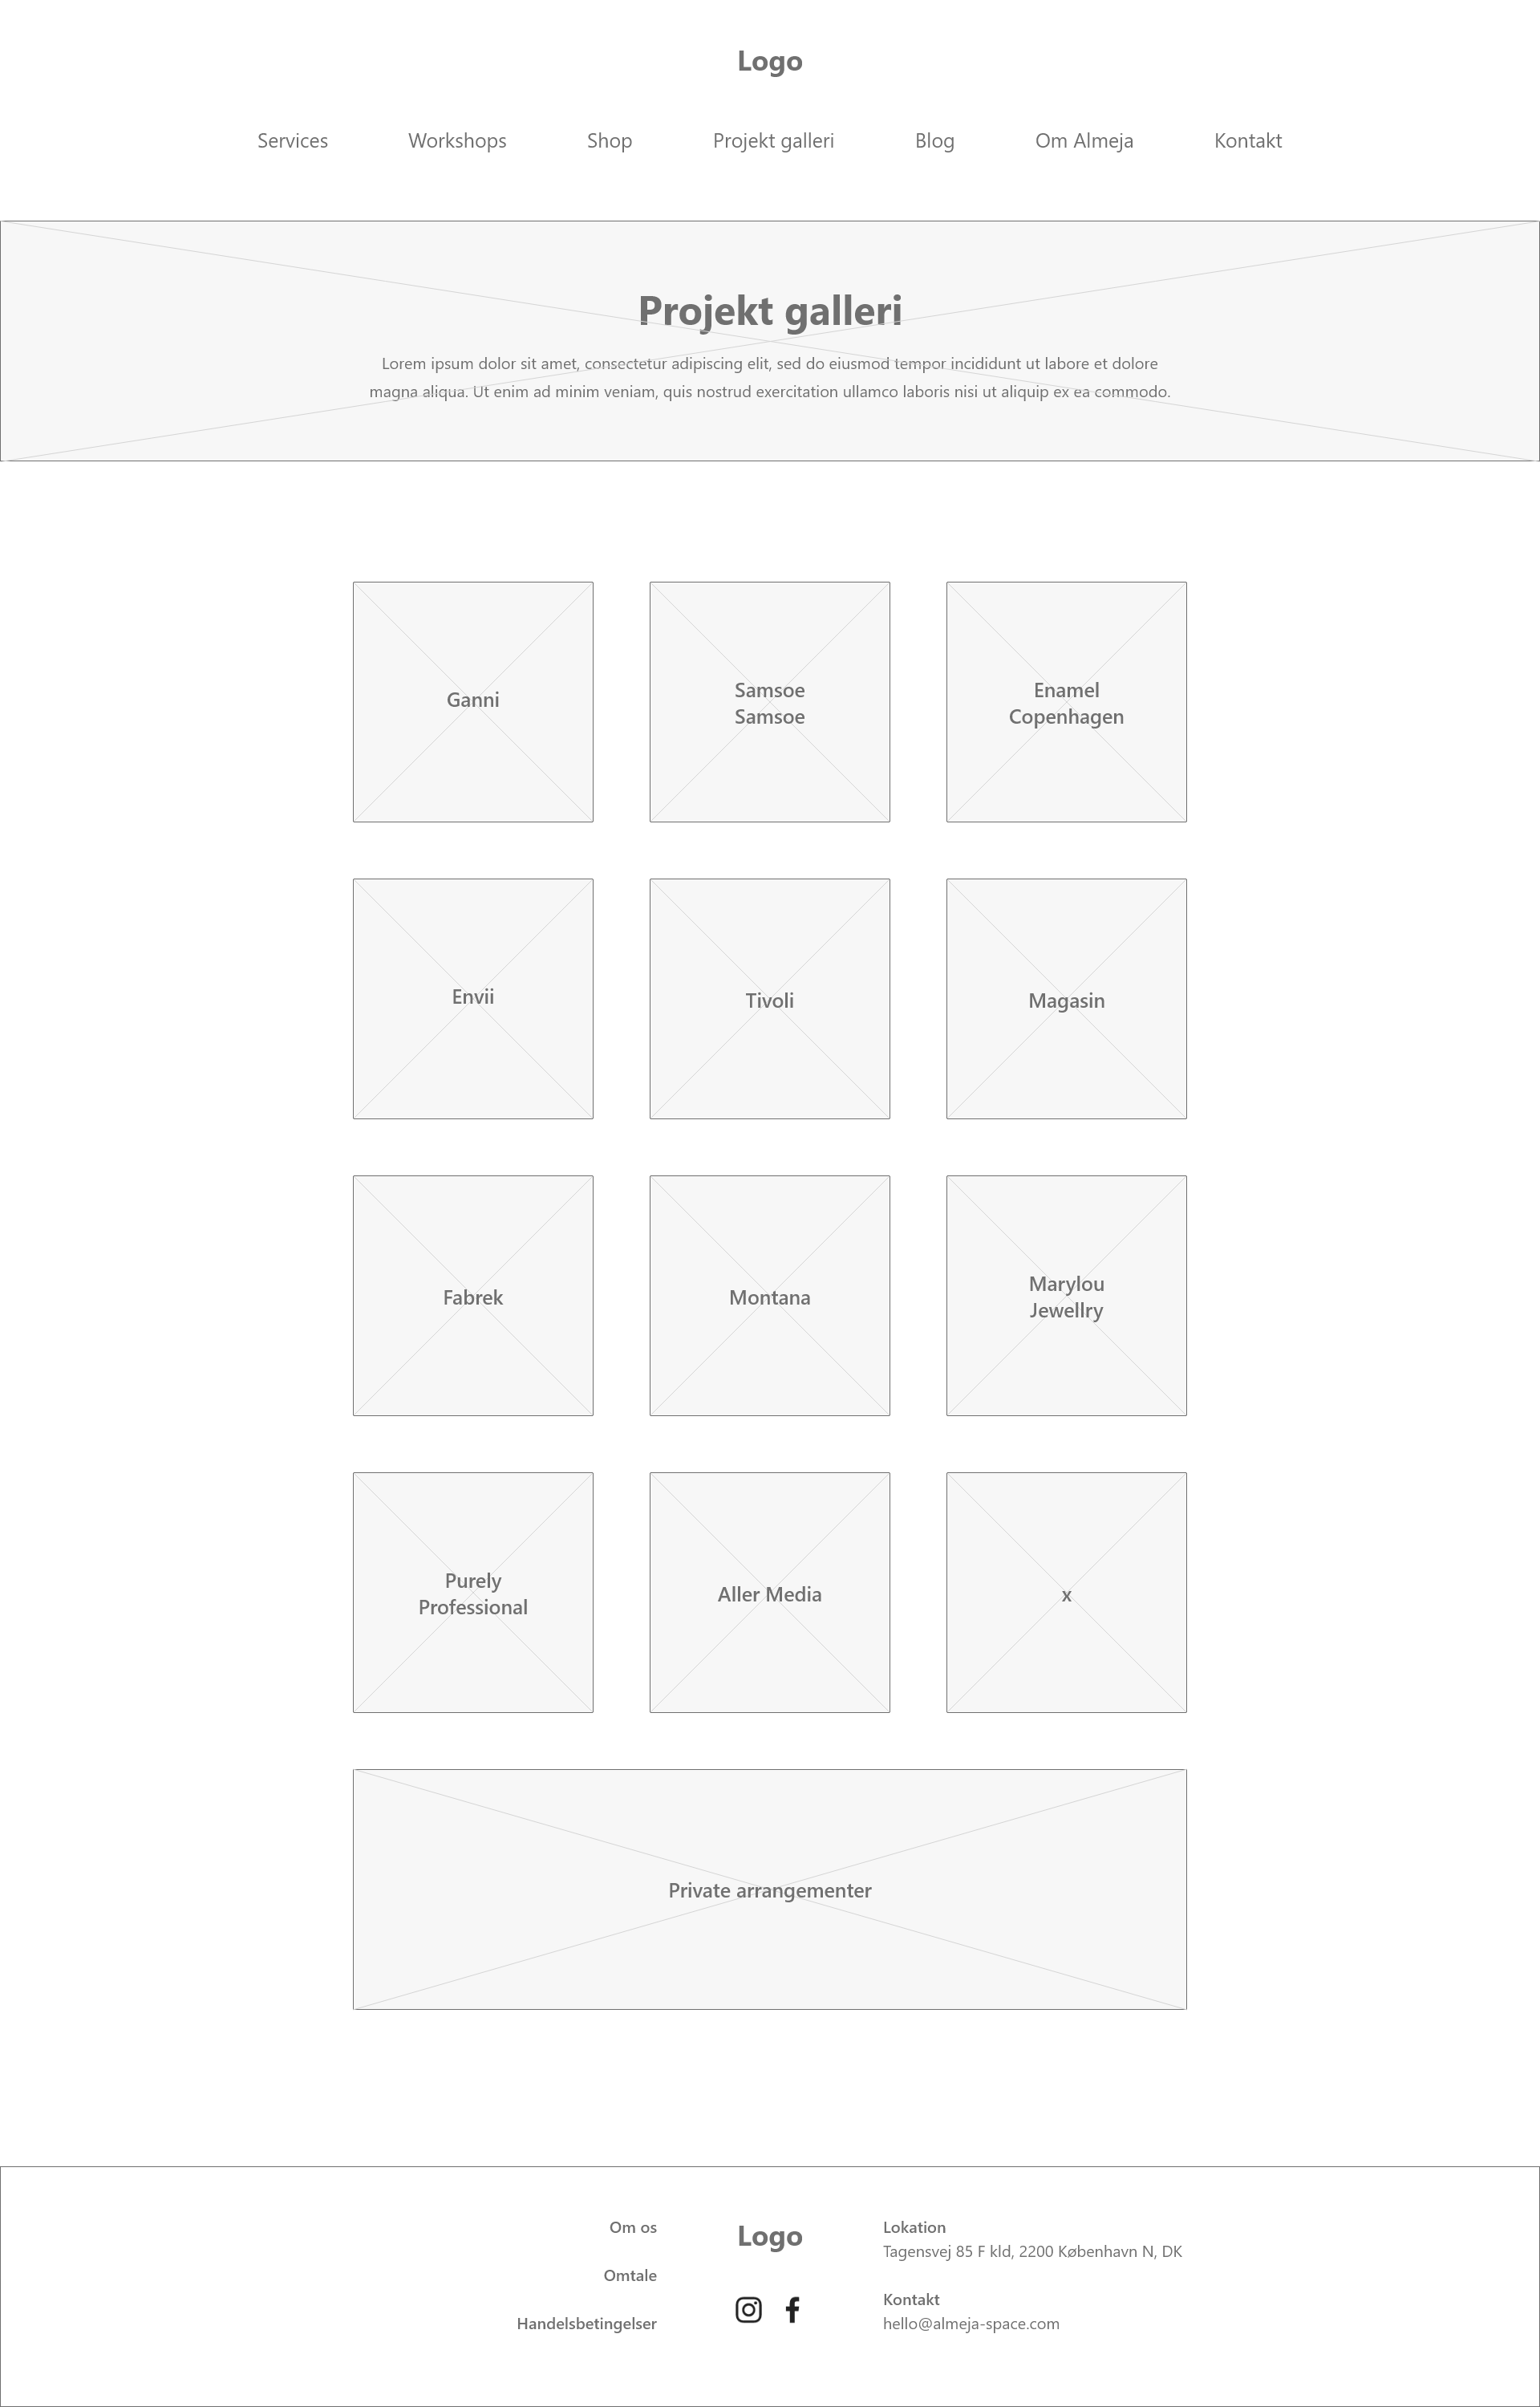 Logo
Services Workshops Shop Projekt galleri Blog Om Almeja Kontakt
Projekt galleri
Lorem ipsum dolor sit amet, consectetur adipiscing elit, sed do eiusmod tempor incididunt ut labore et dolore
magna aliqua. Ut enim ad minim veniam, quis nostrud exercitation ullamco laboris nisi ut aliquip ex ea commodo.
Ganni
Samsoe
Samsoe
Enamel
Copenhagen
Envii
Tivoli
Magasin
Fabrek
Montana
Marylou
Jewellry
Purely
Professional
Aller Media
x
Private arrangementer
Om os
Omtale
Handelsbetingelser
Logo
Lokation
Tagensvej 85 F kld, 2200 København N, DK
Kontakt
hello@almeja-space.com